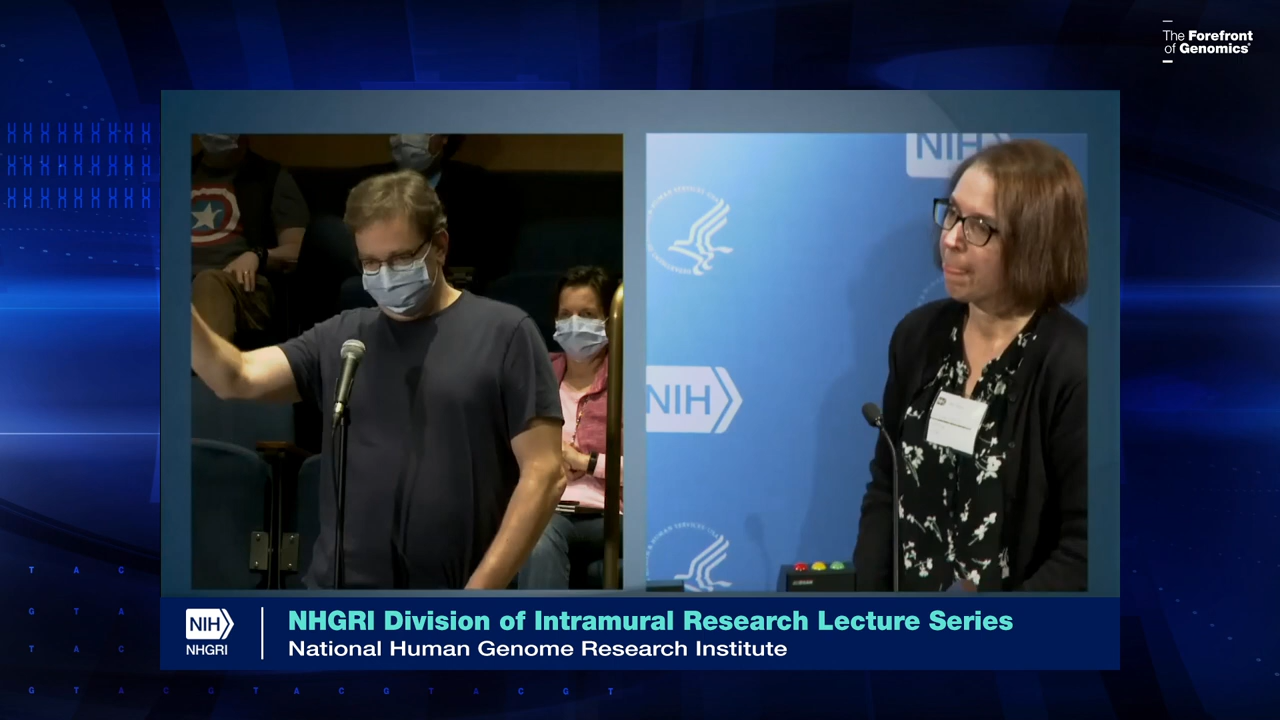 The Forefront
of Genomics®
NIH
NIH
NIH
NHGRI
NHGRI Division of Intramural Research Lecture Series
National Human Genome Research Institute
T A C
G T A
T A C
G T A C G T A C G T A C G T